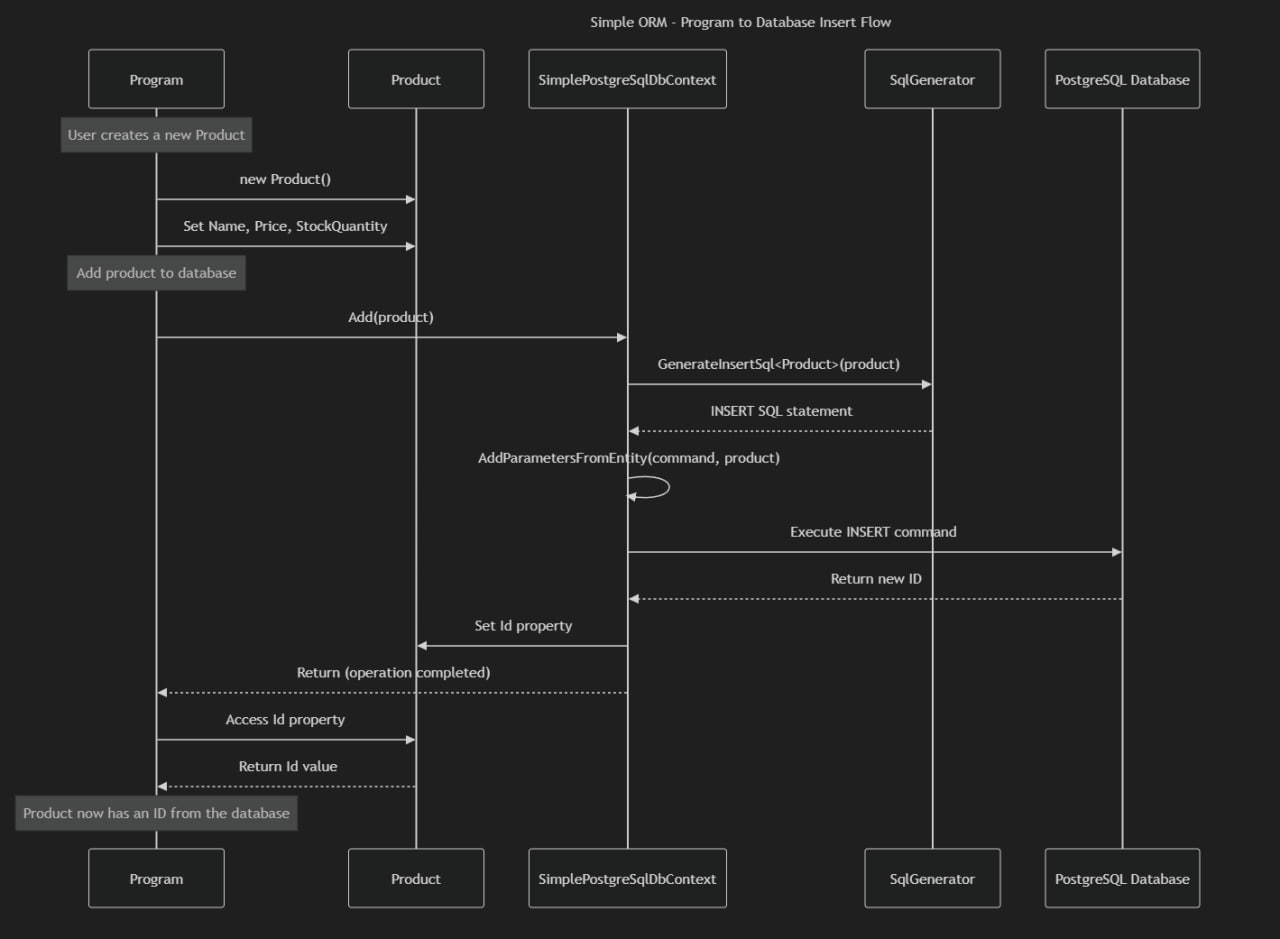 Simple ORM - Program to Database Insert Flow
Program
Product
SimplePostgreSqlDbContext
SqlGenerator
PostgreSQL Database
User creates a new Product
new Product()
Set Name, Price, StockQuantity
Add product to database
Add(product)
GenerateInsertSql<Product>(product)
INSERT SQL statement
AddParametersFromEntity(command, product)
Execute INSERT command
Return new ID
Set Id property
Return (operation completed)
Access Id property
Return Id value
Product now has an ID from the database
Program
Product
SimplePostgreSqlDbContext
SqlGenerator
PostgreSQL Database